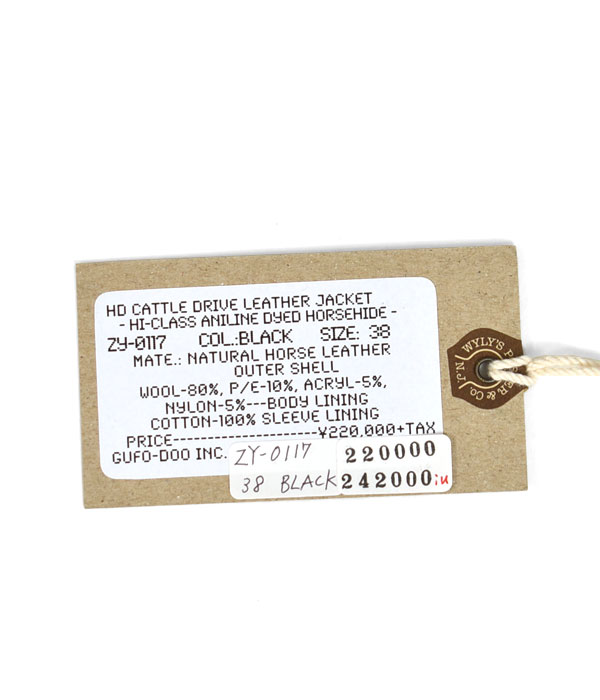 HD CATTLE DRIVE LEATHER JACKET
- HI-CLASS ANILINE DYED HORSEHIDE -
ZY-0117 COL.:BLACK SIZE: 38
MATE.: NATURAL HORSE LEATHER
OUTER SHELL
WOOL-80%, P/E-10%, ACRYL-5%,
NYLON-5%---BODY LINING
COTTON-100% SLEEVE LINING
PRICE---------------------¥220,000+TAX
GUFO-DOO INC.
ZY-0117 220000
38 BLACK 242000
WYLY'S & CO. N.Y.